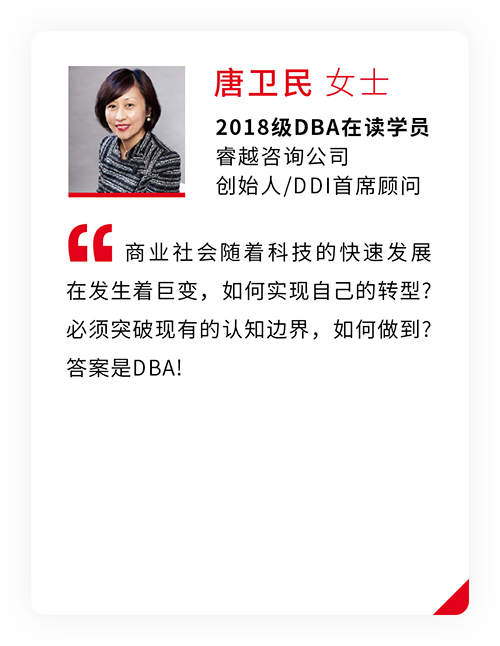 唐卫民 女士
2018级DBA在读学员
睿越咨询公司
创始人/DDI首席顾问
“商业社会随着科技的快速发展
在发生着巨变，如何实现自己的转型?
必须突破现有的认知边界，如何做到?
答案是DBA!